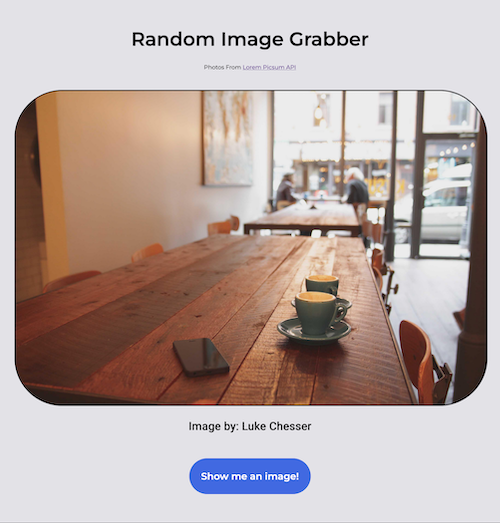 Random Image Grabber
Photos From Lorem Picsum API
Image by: Luke Chesser
Show me an image!